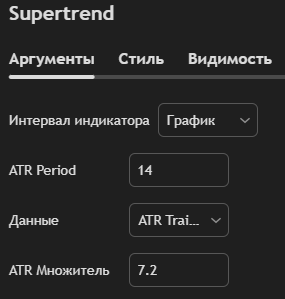 Supertrend
Аргументы Стиль Видимость
Интервал индикатора График
ATR Period 14
Данные ATR Trai...
ATR Множитель 7.2